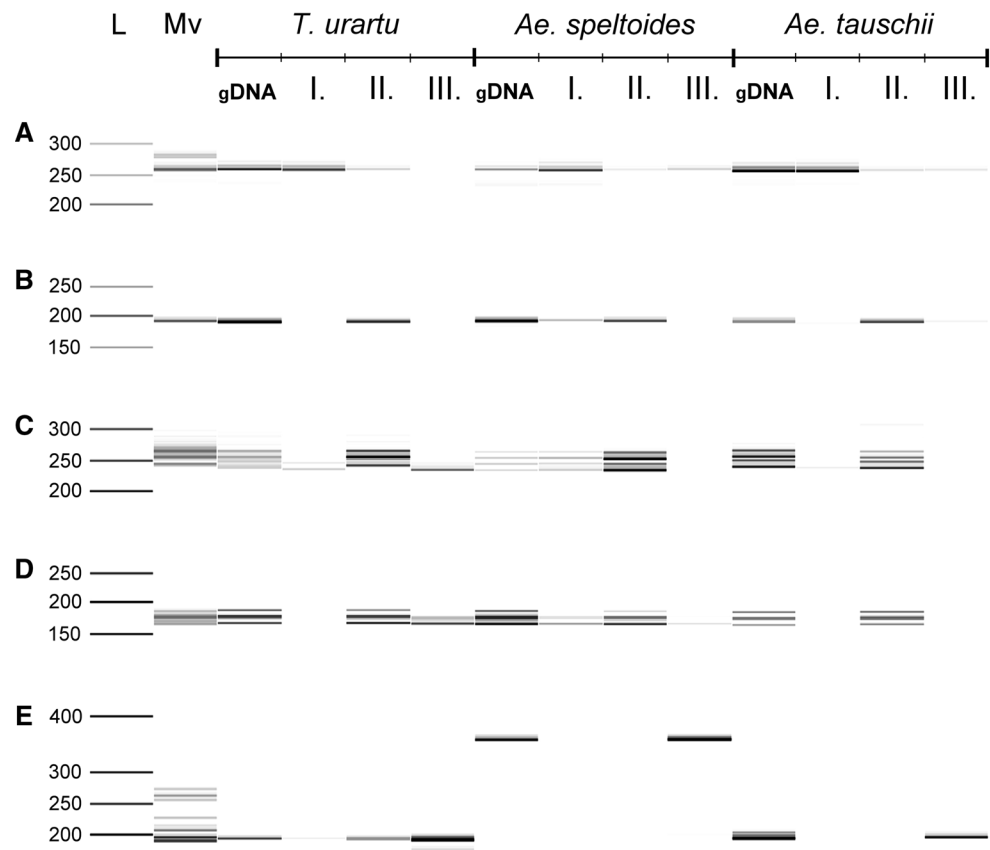 L Mv T. urartu Ae. speltoides Ae. tauschii
gDNA I. II. III. gDNA I. II. III. gDNA I. II. III.
A 300
250
200
B 250
200
150
C 300
250
200
D 250
200
150
E 400
300
250
200